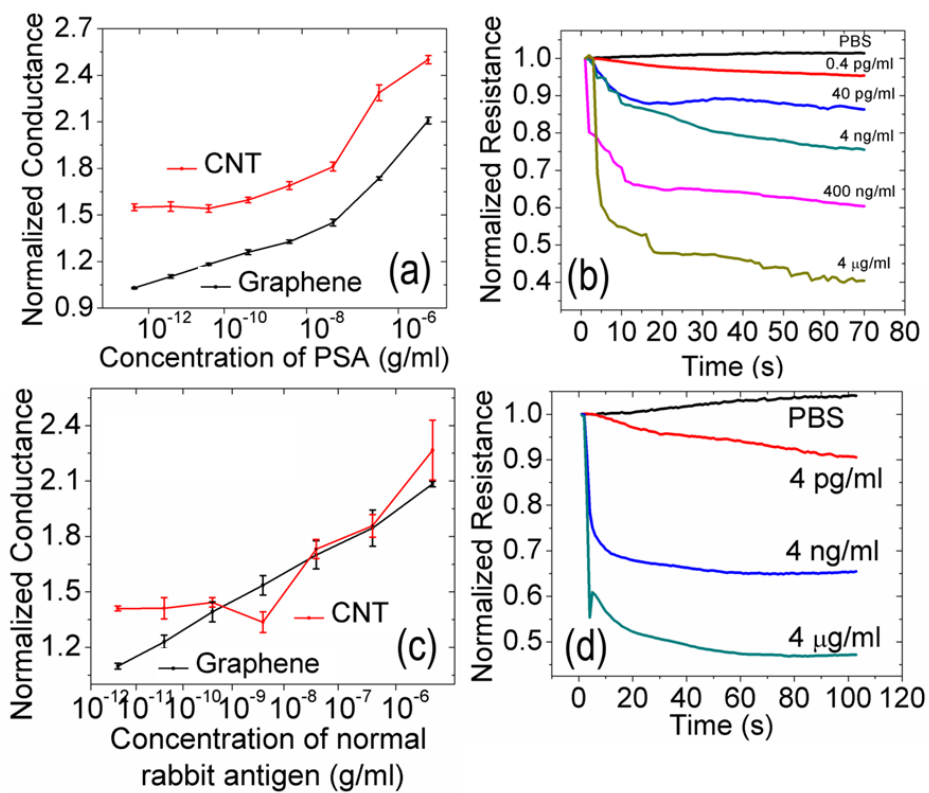 2.7
2.4
2.1
1.8
1.5
1.2
0.9
Normalized Conductance
CNT
Graphene
(a)
10⁻¹² 10⁻¹⁰ 10⁻⁸ 10⁻⁶
Concentration of PSA (g/ml)
1.0
0.9
0.8
0.7
0.6
0.5
0.4
Normalized Resistance
PBS
0.4 pg/ml
40 pg/ml
4 ng/ml
400 ng/ml
4 μg/ml
(b)
0 10 20 30 40 50 60 70 80
Time (s)
2.4
2.1
1.8
1.5
1.2
Normalized Conductance
CNT
Graphene
(c)
10⁻¹² 10⁻¹¹ 10⁻¹⁰ 10⁻⁹ 10⁻⁸ 10⁻⁷ 10⁻⁶
Concentration of normal
rabbit antigen (g/ml)
1.0
0.9
0.8
0.7
0.6
0.5
Normalized Resistance
PBS
4 pg/ml
4 ng/ml
4 μg/ml
(d)
0 20 40 60 80 100 120
Time (s)